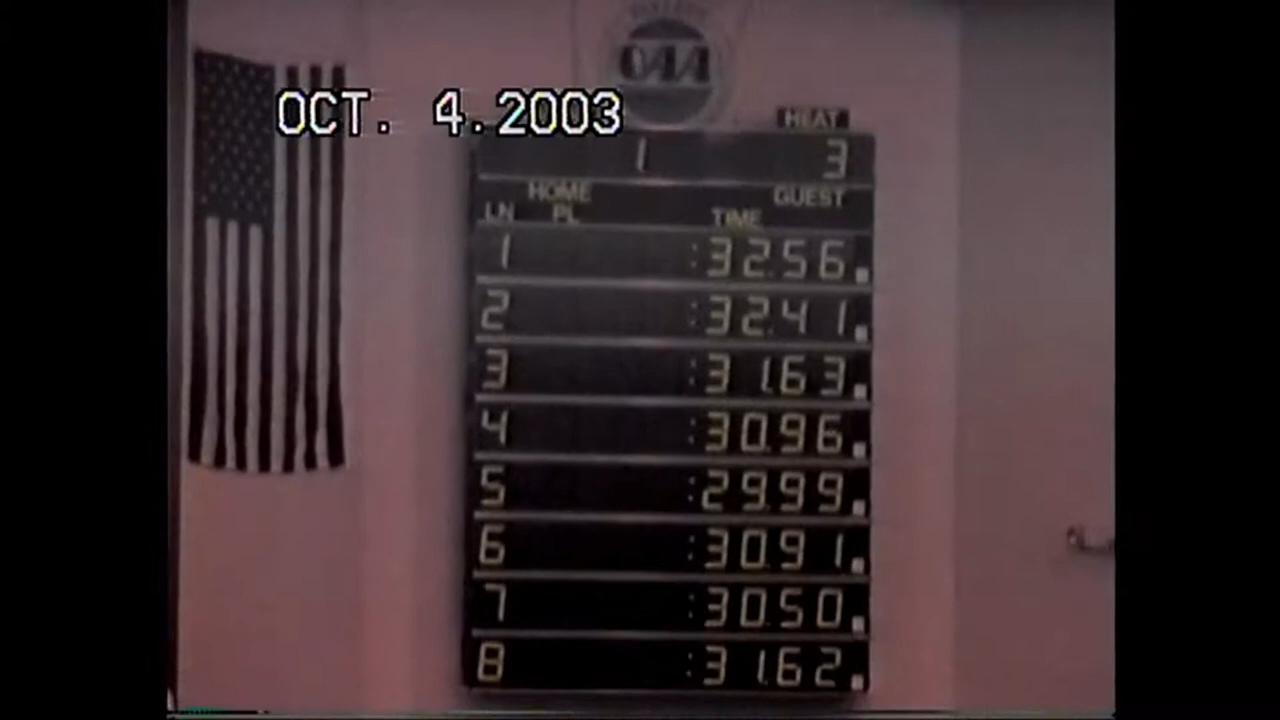 OAA
OCT. 4.2003
HEAT
1 3
HOME GUEST
LN PL TIME
1 :32.56
2 :32.41
3 :31.63
4 :30.96
5 :29.99
6 :30.91
7 :30.50
8 :31.62